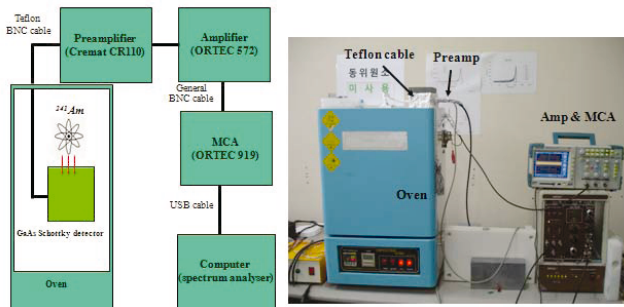 Teflon
BNC cable
Preamplifier
(Cremat CR110)
Amplifier
(ORTEC 572)
General
BNC cable
²⁴¹Am
MCA
(ORTEC 919)
USB cable
GaAs Schottky detector
Oven
Computer
(spectrum analyser)
Teflon cable
Preamp
동위원소
미사용
Amp & MCA
Oven